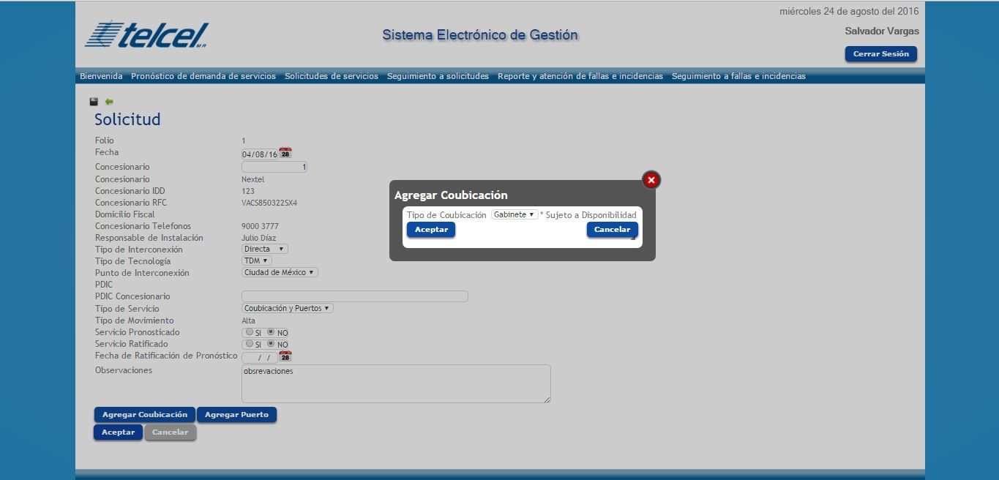 miércoles 24 de agosto del 2016
telcel M.R.
Sistema Electrónico de Gestión
Salvador Vargas
Cerrar Sesión
Bienvenida Pronóstico de demanda de servicios Solicitudes de servicios Seguimiento a solicitudes Reporte y atención de fallas e incidencias Seguimiento a fallas e incidencias
Solicitud
Folio 1
Fecha 04/08/16 28
Concesionario 1
Concesionario Nextel
Concesionario IDD 123
Concesionario RFC VACS850322SX4
Domicilio Fiscal
Concesionario Telefonos 9000 3777
Responsable de Instalación Julio Díaz
Tipo de Interconexión Directa
Tipo de Tecnología TDM
Punto de Interconexión Ciudad de México
PDIC
PDIC Concesionario
Tipo de Servicio Coubicación y Puertos
Tipo de Movimiento Alta
Servicio Pronosticado SI NO
Servicio Ratificado SI NO
Fecha de Ratificación de Pronóstico / / 28
Observaciones obsrevaciones
Agregar Coubicación Agregar Puerto
Aceptar Cancelar
Agregar Coubicación
Tipo de Coubicación Gabinete * Sujeto a Disponibilidad
Aceptar Cancelar